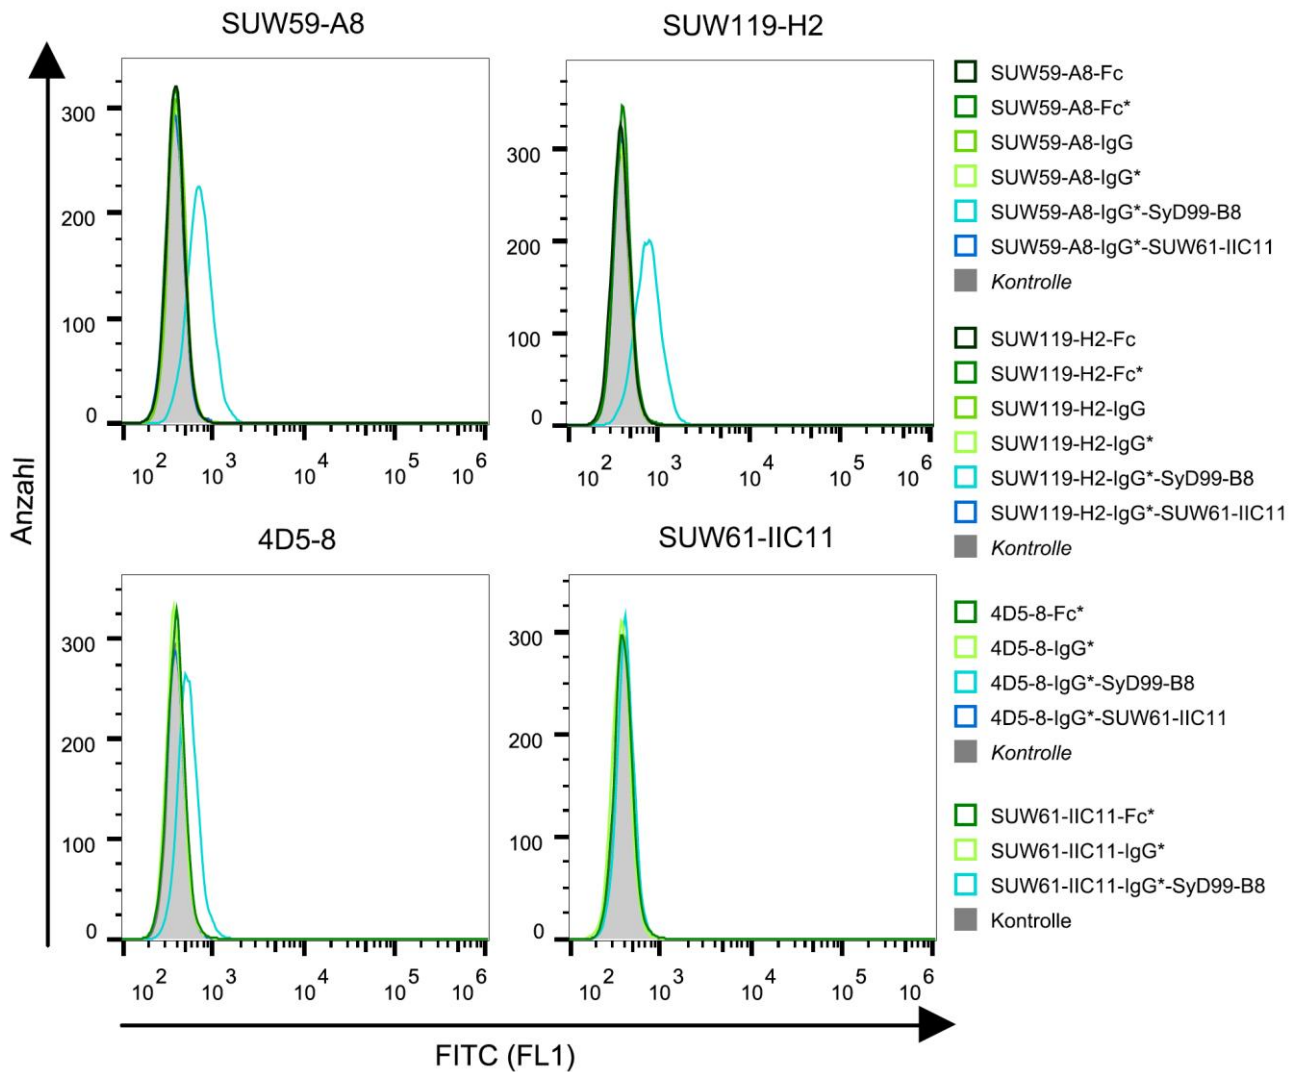 SUW59-A8
SUW119-H2
300
200
100
0
10^2 10^3 10^4 10^5 10^6
300
200
100
0
10^2 10^3 10^4 10^5 10^6
4D5-8
SUW61-IIC11
300
200
100
0
10^2 10^3 10^4 10^5 10^6
300
200
100
0
10^2 10^3 10^4 10^5 10^6
Anzahl
FITC (FL1)
SUW59-A8-Fc
SUW59-A8-Fc*
SUW59-A8-IgG
SUW59-A8-IgG*
SUW59-A8-IgG*-SyD99-B8
SUW59-A8-IgG*-SUW61-IIC11
Kontrolle
SUW119-H2-Fc
SUW119-H2-Fc*
SUW119-H2-IgG
SUW119-H2-IgG*
SUW119-H2-IgG*-SyD99-B8
SUW119-H2-IgG*-SUW61-IIC11
Kontrolle
4D5-8-Fc*
4D5-8-IgG*
4D5-8-IgG*-SyD99-B8
4D5-8-IgG*-SUW61-IIC11
Kontrolle
SUW61-IIC11-Fc*
SUW61-IIC11-IgG*
SUW61-IIC11-IgG*-SyD99-B8
Kontrolle